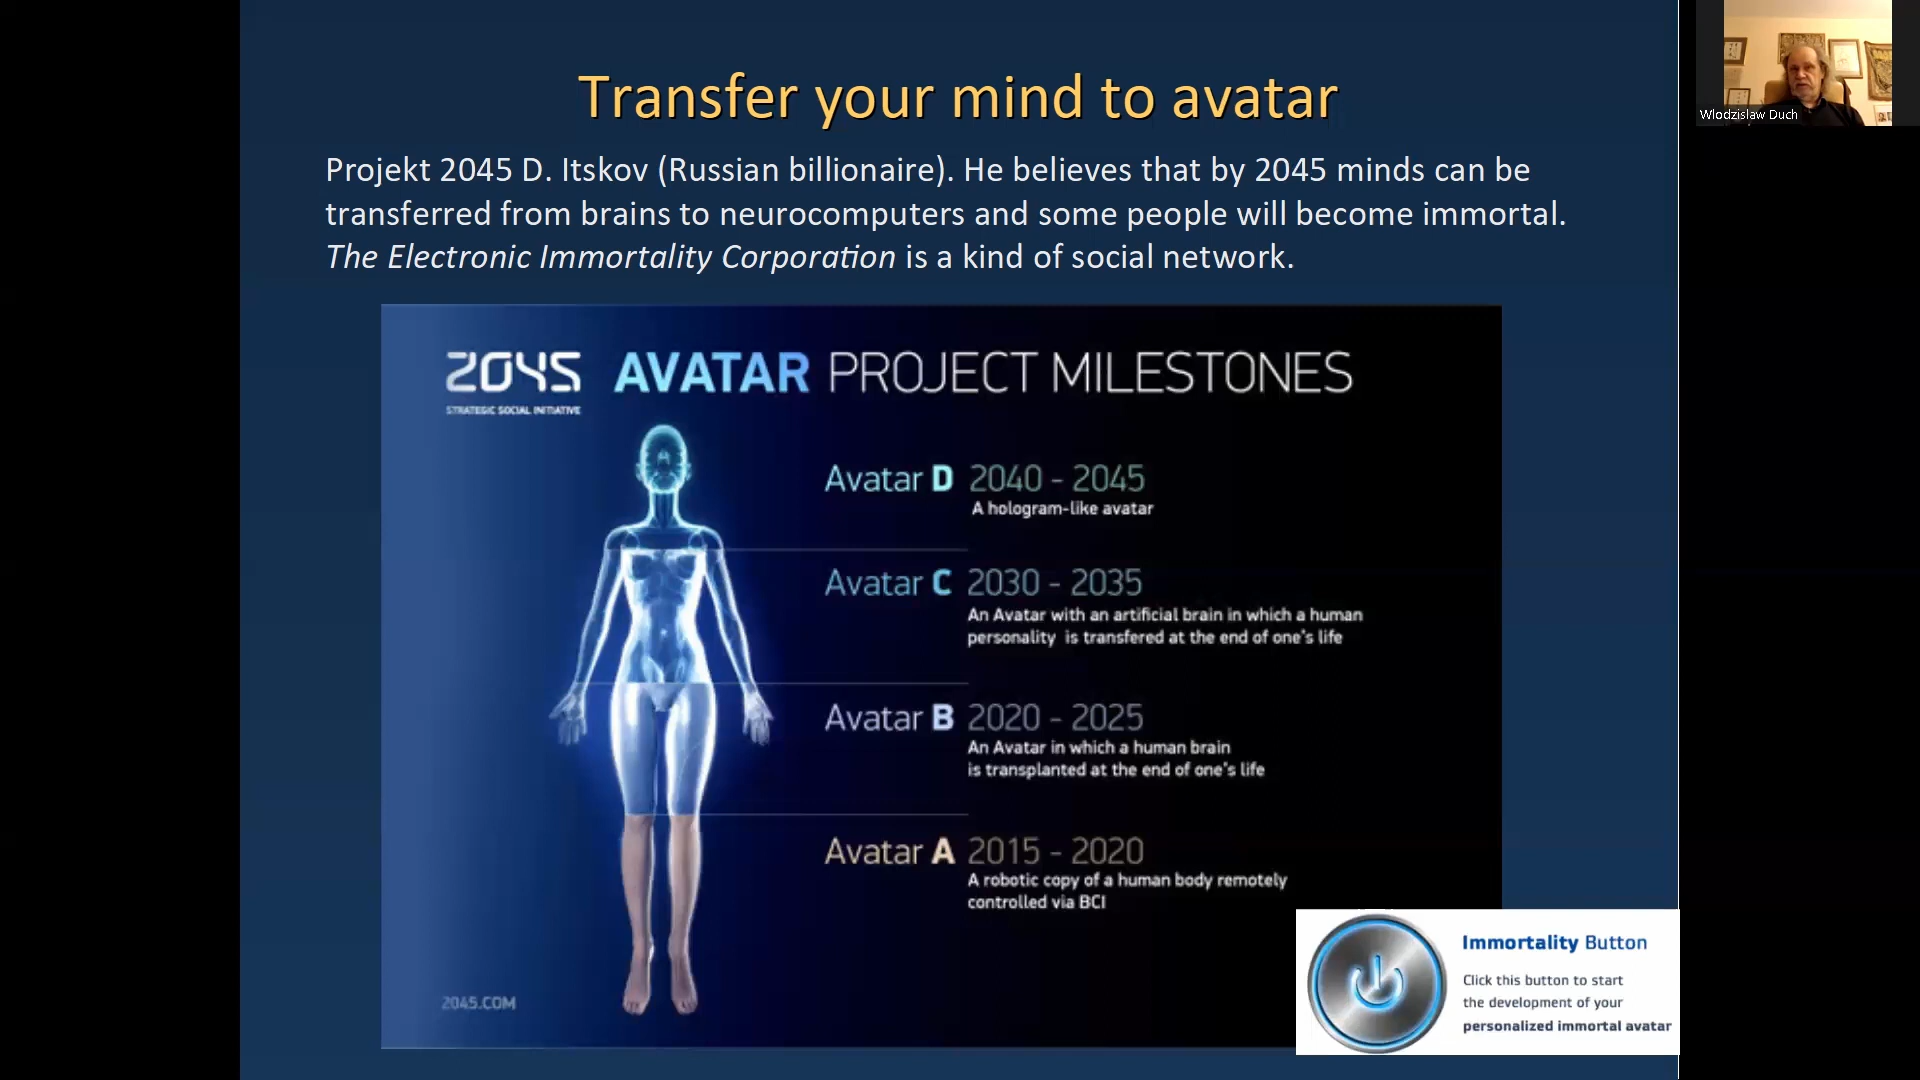 Transfer your mind to avatar
Wlodzislaw Duch
Projekt 2045 D. Itskov (Russian billionaire). He believes that by 2045 minds can be
transferred from brains to neurocomputers and some people will become immortal.
The Electronic Immortality Corporation is a kind of social network.
2045 AVATAR PROJECT MILESTONES
STRATEGIC SOCIAL INITIATIVE
Avatar D 2040 - 2045
A hologram-like avatar
Avatar C 2030 - 2035
An Avatar with an artificial brain in which a human
personality is transfered at the end of one's life
Avatar B 2020 - 2025
An Avatar in which a human brain
is transplanted at the end of one's life
Avatar A 2015 - 2020
A robotic copy of a human body remotely
controlled via BCI
2045.COM
Immortality Button
Click this button to start
the development of your
personalized immortal avatar